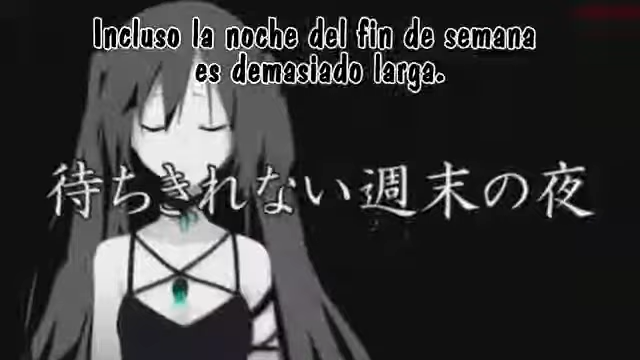 Incluso la noche del fin de semana
es demasiado larga.
待ちきれない週末の夜